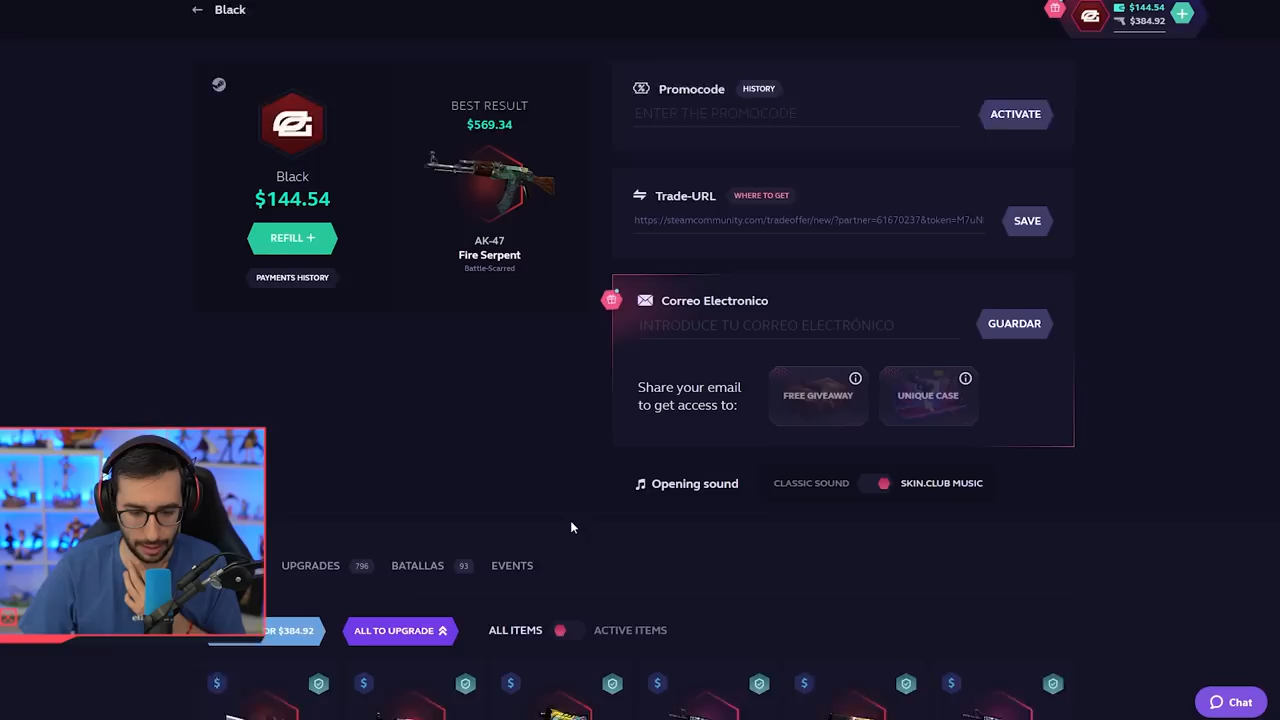 ← Black
$144.54
$384.92
Black
$144.54
REFILL +
PAYMENTS HISTORY
BEST RESULT
$569.34
AK-47
Fire Serpent
Battle-Scarred
Promocode HISTORY
ENTER THE PROMOCODE
ACTIVATE
Trade-URL WHERE TO GET
https://steamcommunity.com/tradeoffer/new/?partner=61670237&token=M7uN
SAVE
Correo Electronico
INTRODUCE TU CORREO ELECTRÓNICO
GUARDAR
Share your email
to get access to:
FREE GIVEAWAY
UNIQUE CASE
Opening sound CLASSIC SOUND SKIN.CLUB MUSIC
UPGRADES 796 BATALLAS 93 EVENTS
OR $384.92 ALL TO UPGRADE ALL ITEMS ACTIVE ITEMS
$ $ $ $ $ $
Chat